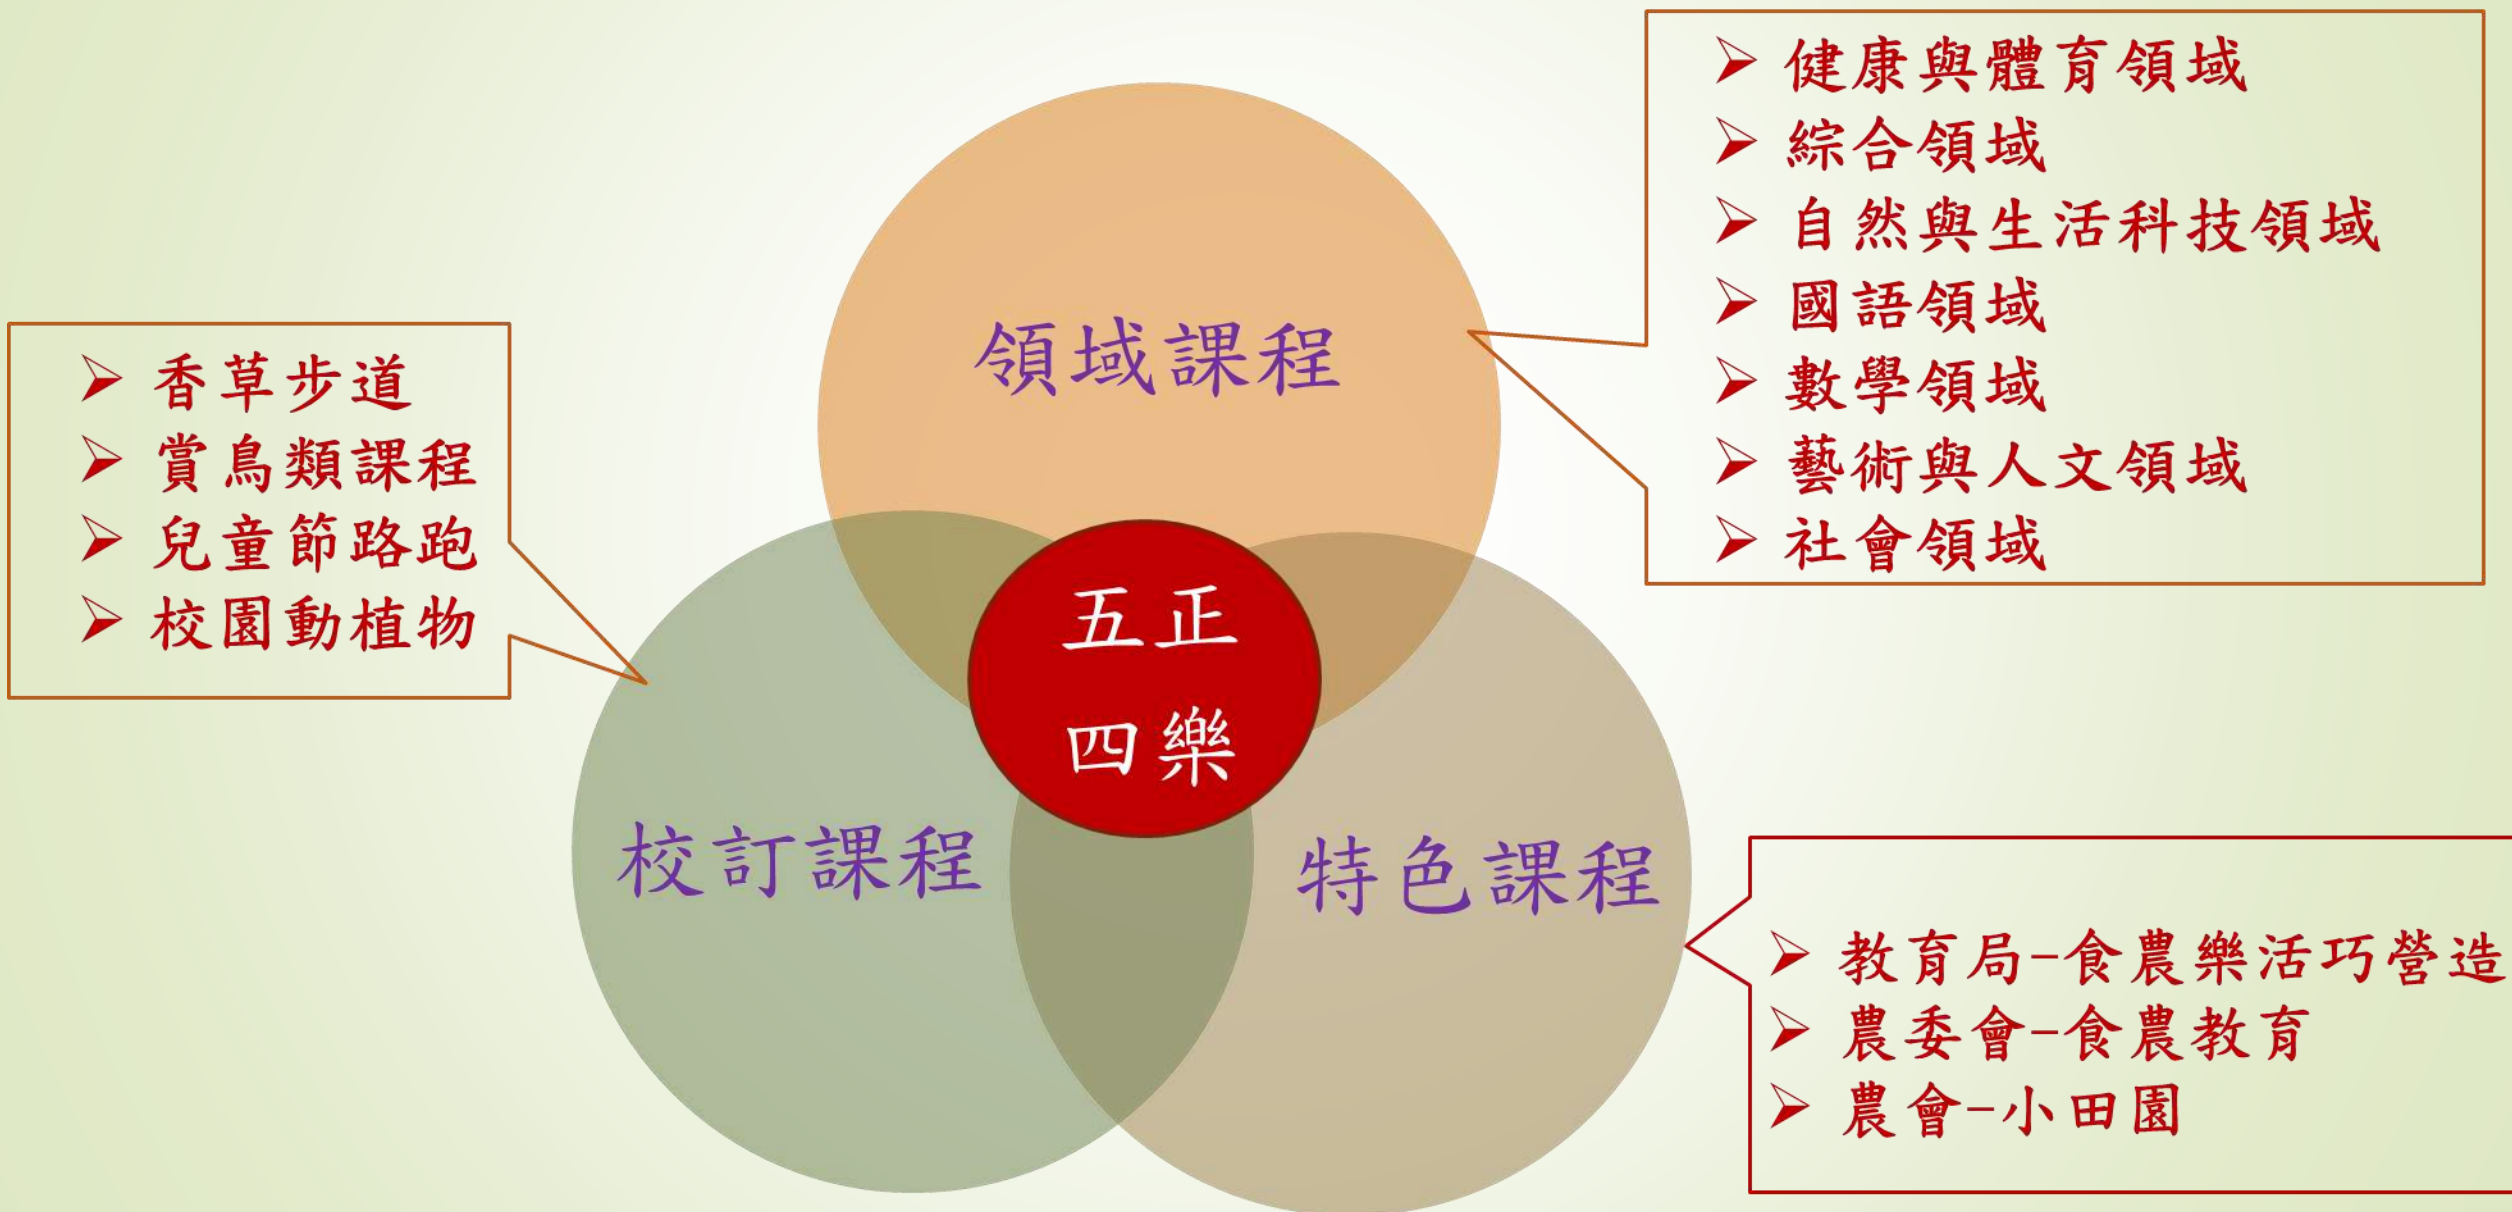 領域課程
➢ 健康與體育領域
➢ 綜合領域
➢ 自然與生活科技領域
➢ 國語領域
➢ 數學領域
➢ 藝術與人文領域
➢ 社會領域
➢ 香草步道
➢ 賞鳥類課程
➢ 兒童節路跑
➢ 校園動植物
五正
四樂
校訂課程
特色課程
➢ 教育局-食農樂活巧營造
➢ 農委會-食農教育
➢ 農會-小田園